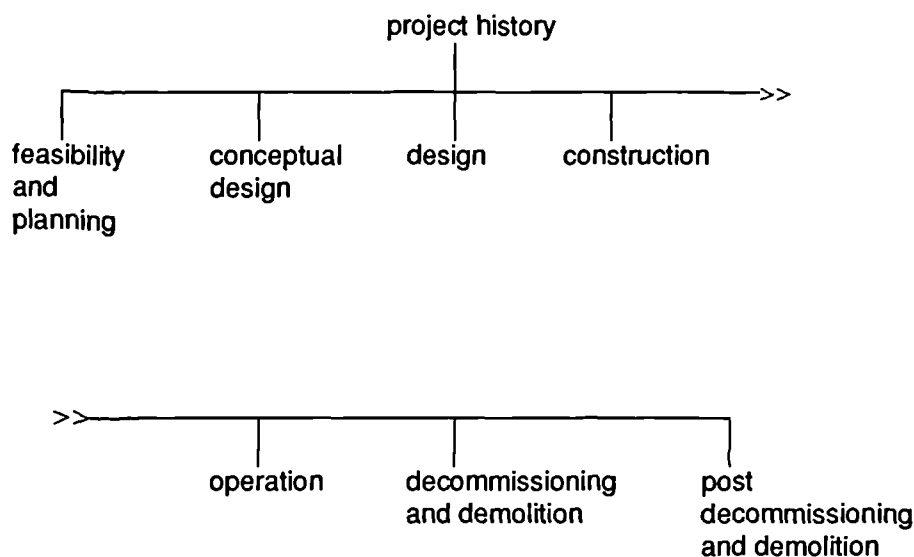 project history
>>
feasibility
and
planning
conceptual
design
design
construction
>>
operation
decommissioning
and demolition
post
decommissioning
and demolition